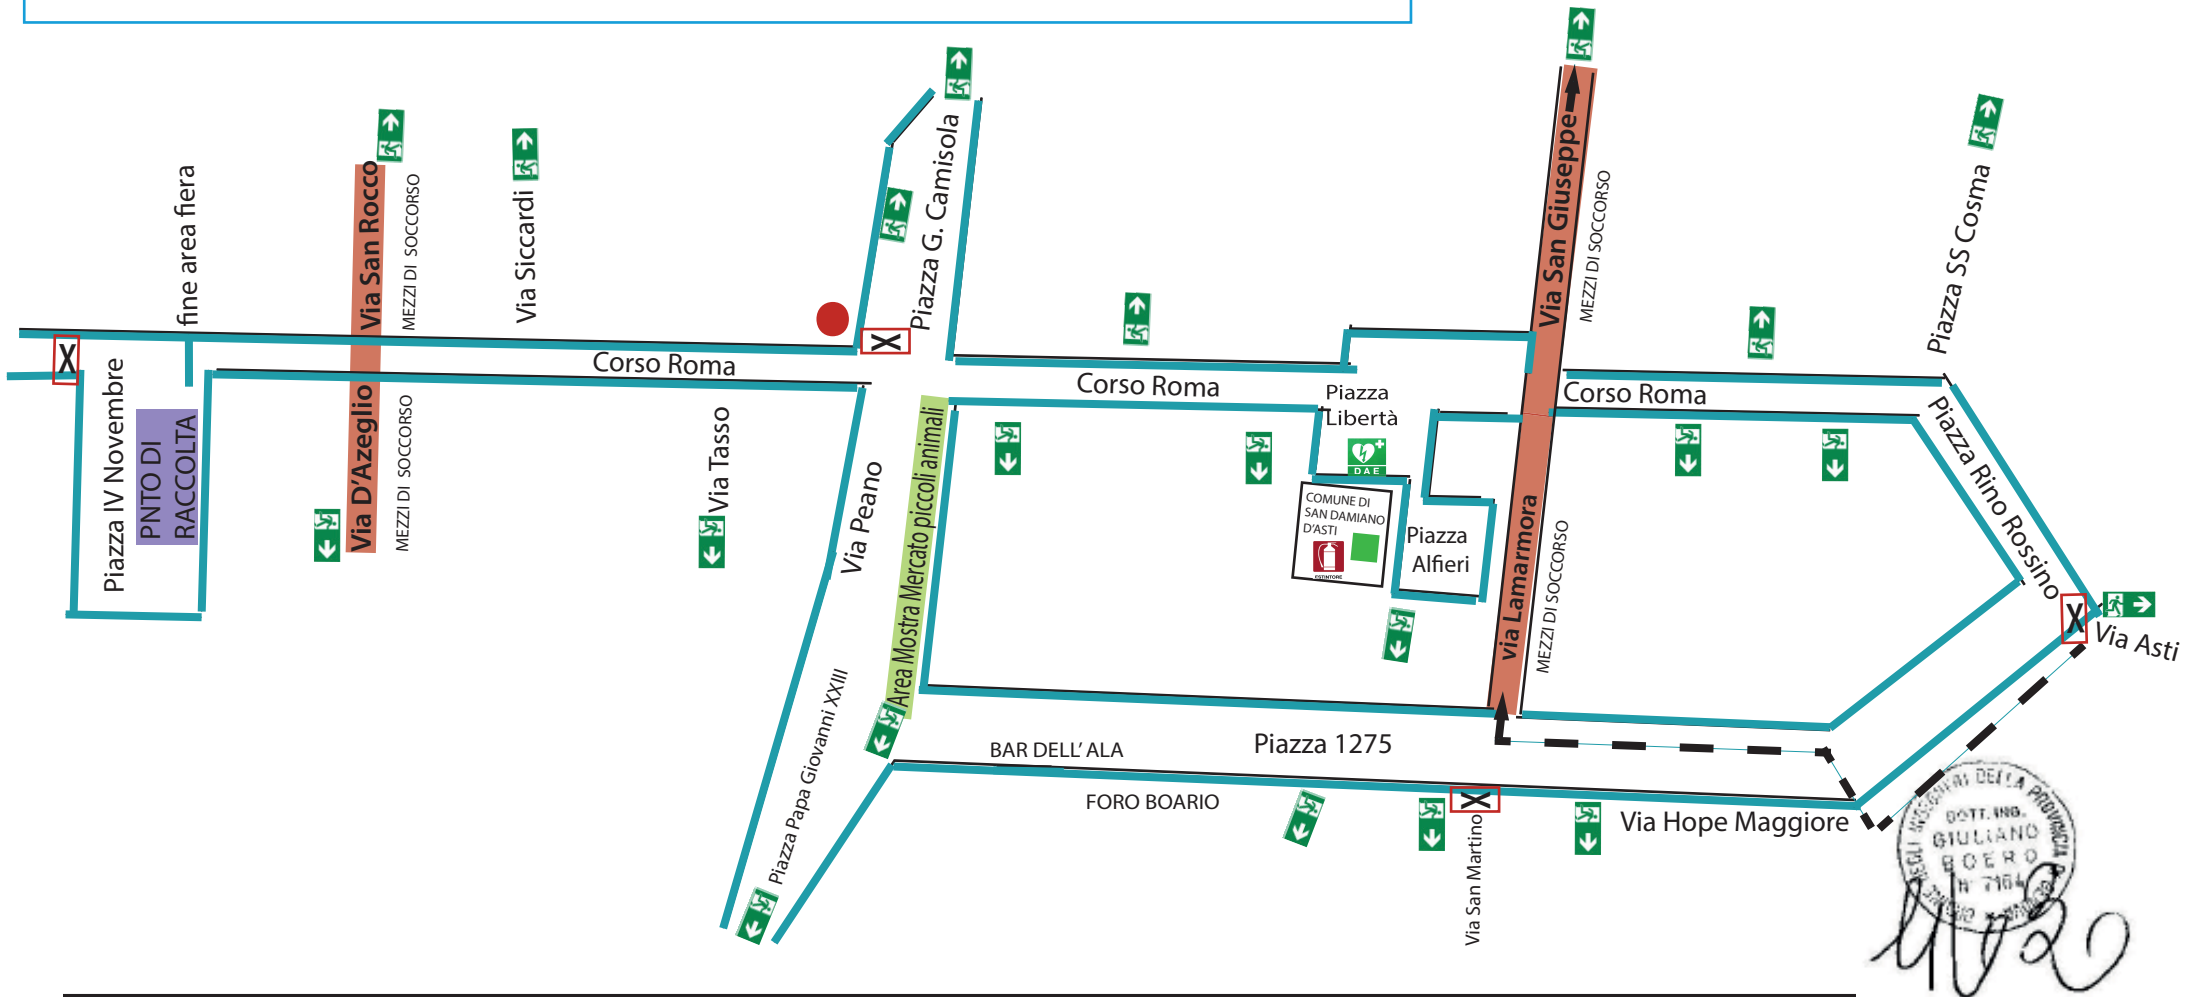 fine area fiera
Via San Rocco
MEZZI DI SOCCORSO
Via Siccardi
Piazza G. Camisola
Via San Giuseppe
MEZZI DI SOCCORSO
Piazza SS Cosma
X
Piazza IV Novembre
PNTO DI
RACCOLTA
Via D'Azeglio
MEZZI DI SOCCORSO
Corso Roma
Via Tasso
X
Via Peano
Area Mostra Mercato piccoli animali
Corso Roma
Piazza
Libertà
DAE
COMUNE DI
SAN DAMIANO
D'ASTI
ESTINTORE
Piazza
Alfieri
via Lamarmora
MEZZI DI SOCCORSO
Corso Roma
Piazza Rino Rossino
X
Via Asti
Piazza Papa Giovanni XXIII
BAR DELL' ALA
Piazza 1275
FORO BOARIO
X
Via San Martino
Via Hope Maggiore
DELLA PROVINCIA
DOTT. ING.
GIULIANO
BOERO